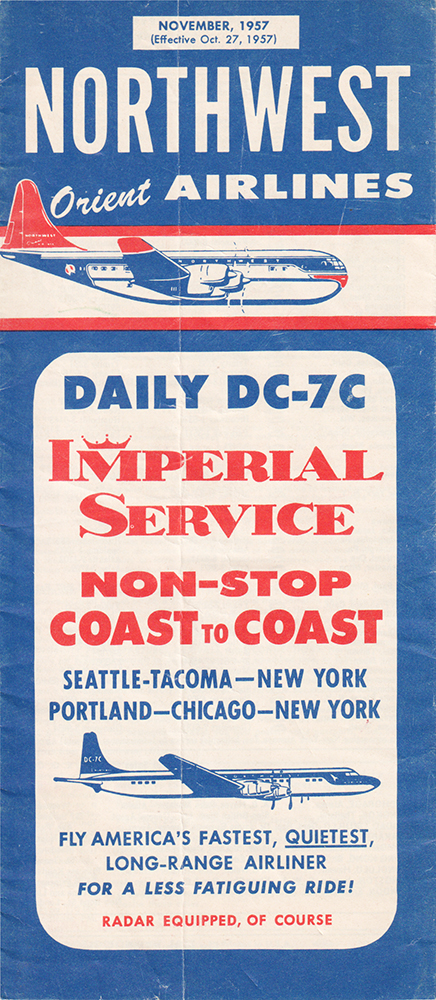 NOVEMBER, 1957
(Effective Oct. 27, 1957)
NORTHWEST
Orient AIRLINES
NORTHWEST
DAILY DC-7C
IMPERIAL
SERVICE
NON-STOP
COAST TO COAST
SEATTLE-TACOMA—NEW YORK
PORTLAND—CHICAGO—NEW YORK
DC-7C
FLY AMERICA'S FASTEST, QUIETEST,
LONG-RANGE AIRLINER
FOR A LESS FATIGUING RIDE!
RADAR EQUIPPED, OF COURSE